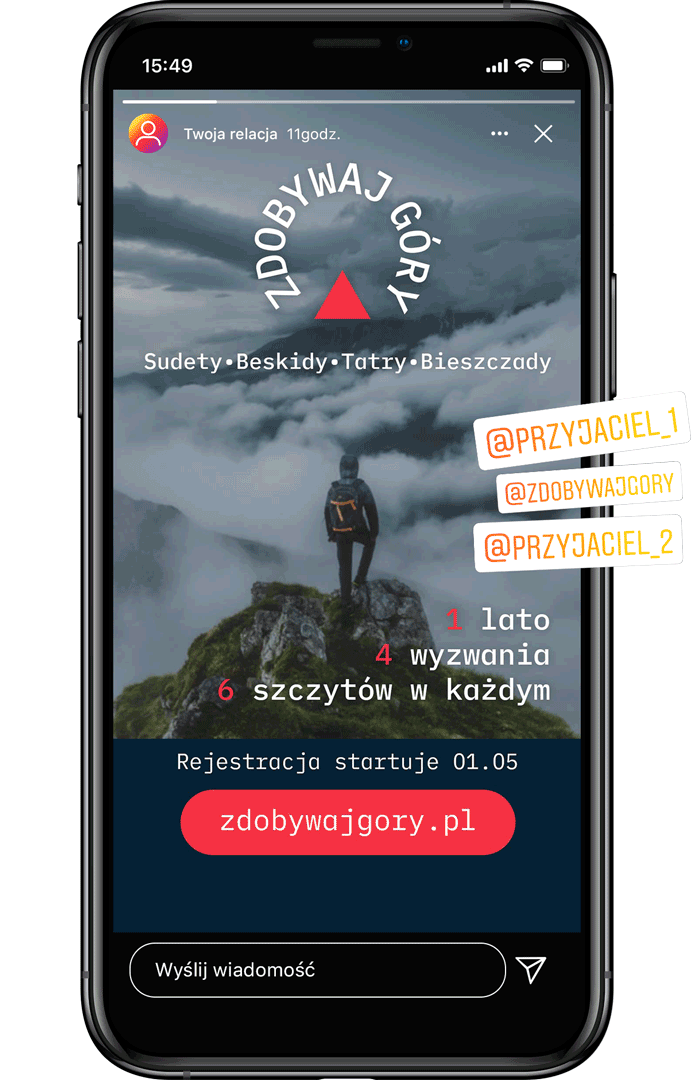 15:49
Twoja relacja 11godz.
ZDOBYWAJ GÓRY
Sudety•Beskidy•Tatry•Bieszczady
@PRZYJACIEL_1
@ZDOBYWAJGORY
@PRZYJACIEL_2
1 lato
4 wyzwania
6 szczytów w każdym
Rejestracja startuje 01.05
zdobywajgory.pl
Wyślij wiadomość